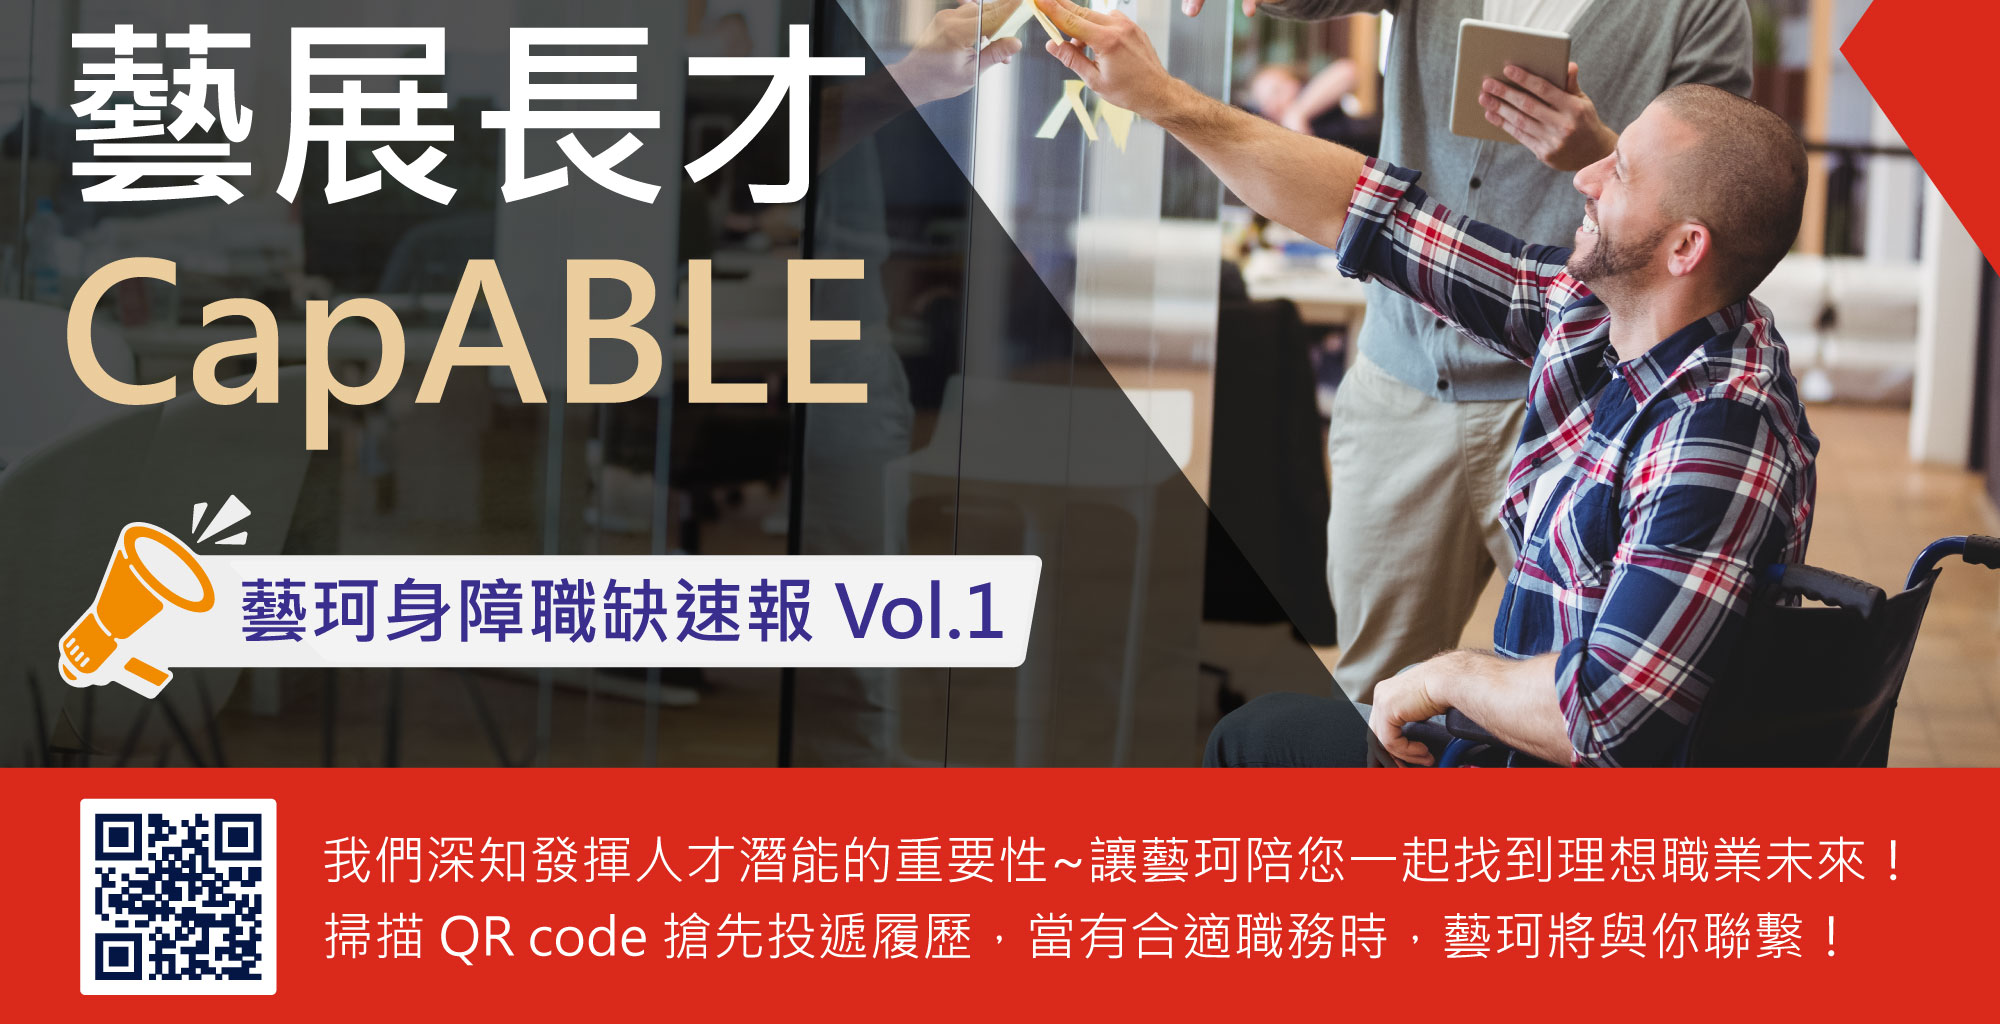 藝展長才
CapABLE
藝珂身障職缺速報 Vol.1
我們深知發揮人才潛能的重要性~讓藝珂陪您一起找到理想職業未來！
掃描 QR code 搶先投遞履歷，當有合適職務時，藝珂將與你聯繫！